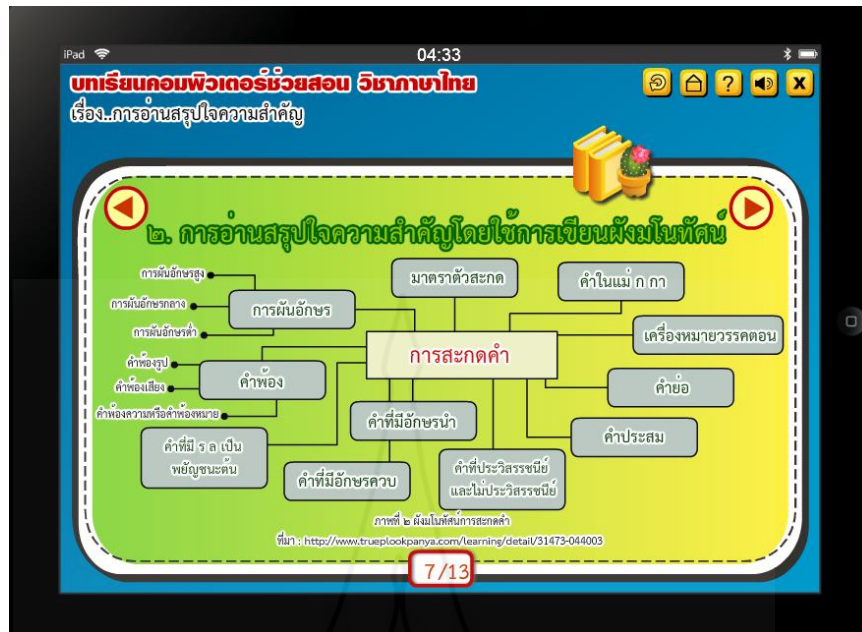 iPad
04:33
บทเรียนคอมพิวเตอร์ช่วยสอน วิชาภาษาไทย
?
X
เรื่อง..การอ่านสรุปใจความสำคัญ
๒. การอ่านสรุปใจความสำคัญโดยใช้การเขียนผังมโนทัศน์
การผันอักษรสูง
การผันอักษรกลาง
การผันอักษรต่ำ
การผันอักษร
มาตราตัวสะกด
คำในแม่ ก กา
เครื่องหมายวรรคตอน
การสะกดคำ
คำพ้องรูป
คำพ้องเสียง
คำพ้องความหรือคำพ้องหมาย
คำพ้อง
คำย่อ
คำที่มีอักษรนำ
คำประสม
คำที่มี ร ล เป็น
พยัญชนะต้น
คำที่มีอักษรควบ
คำที่ประวิสรรชนีย์
และไม่ประวิสรรชนีย์
ภาพที่ ๒ ผังมโนทัศน์การสะกดคำ
ที่มา : http://www.trueplookpanya.com/learning/detail/31473-044003
7/13